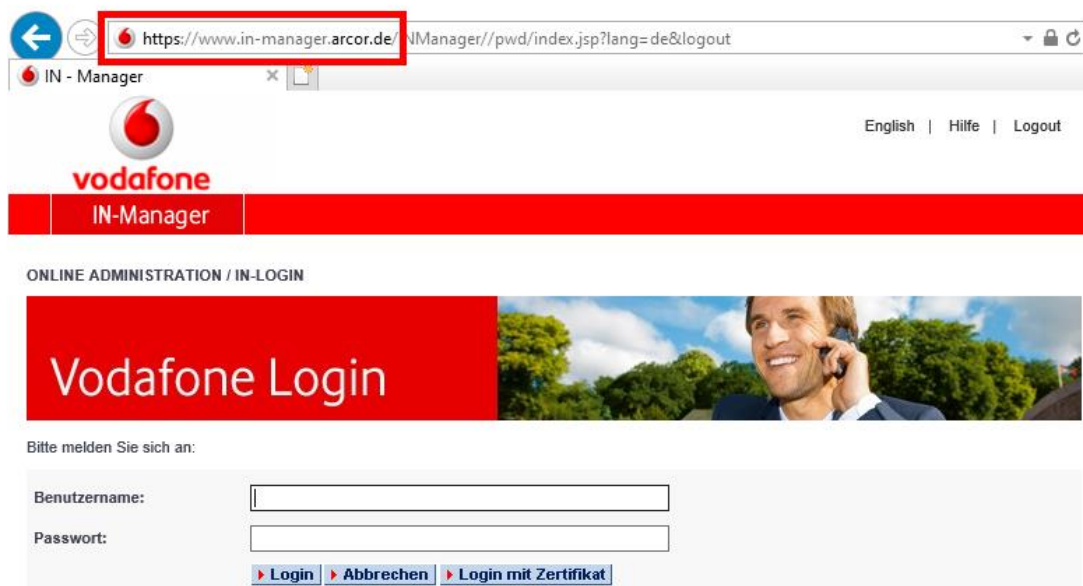 https://www.in-manager.arcor.de/INManager//pwd/index.jsp?lang=de&logout
IN - Manager
English | Hilfe | Logout
vodafone
IN-Manager
ONLINE ADMINISTRATION / IN-LOGIN
Vodafone Login
Bitte melden Sie sich an:
Benutzername:
Passwort:
Login Abbrechen Login mit Zertifikat